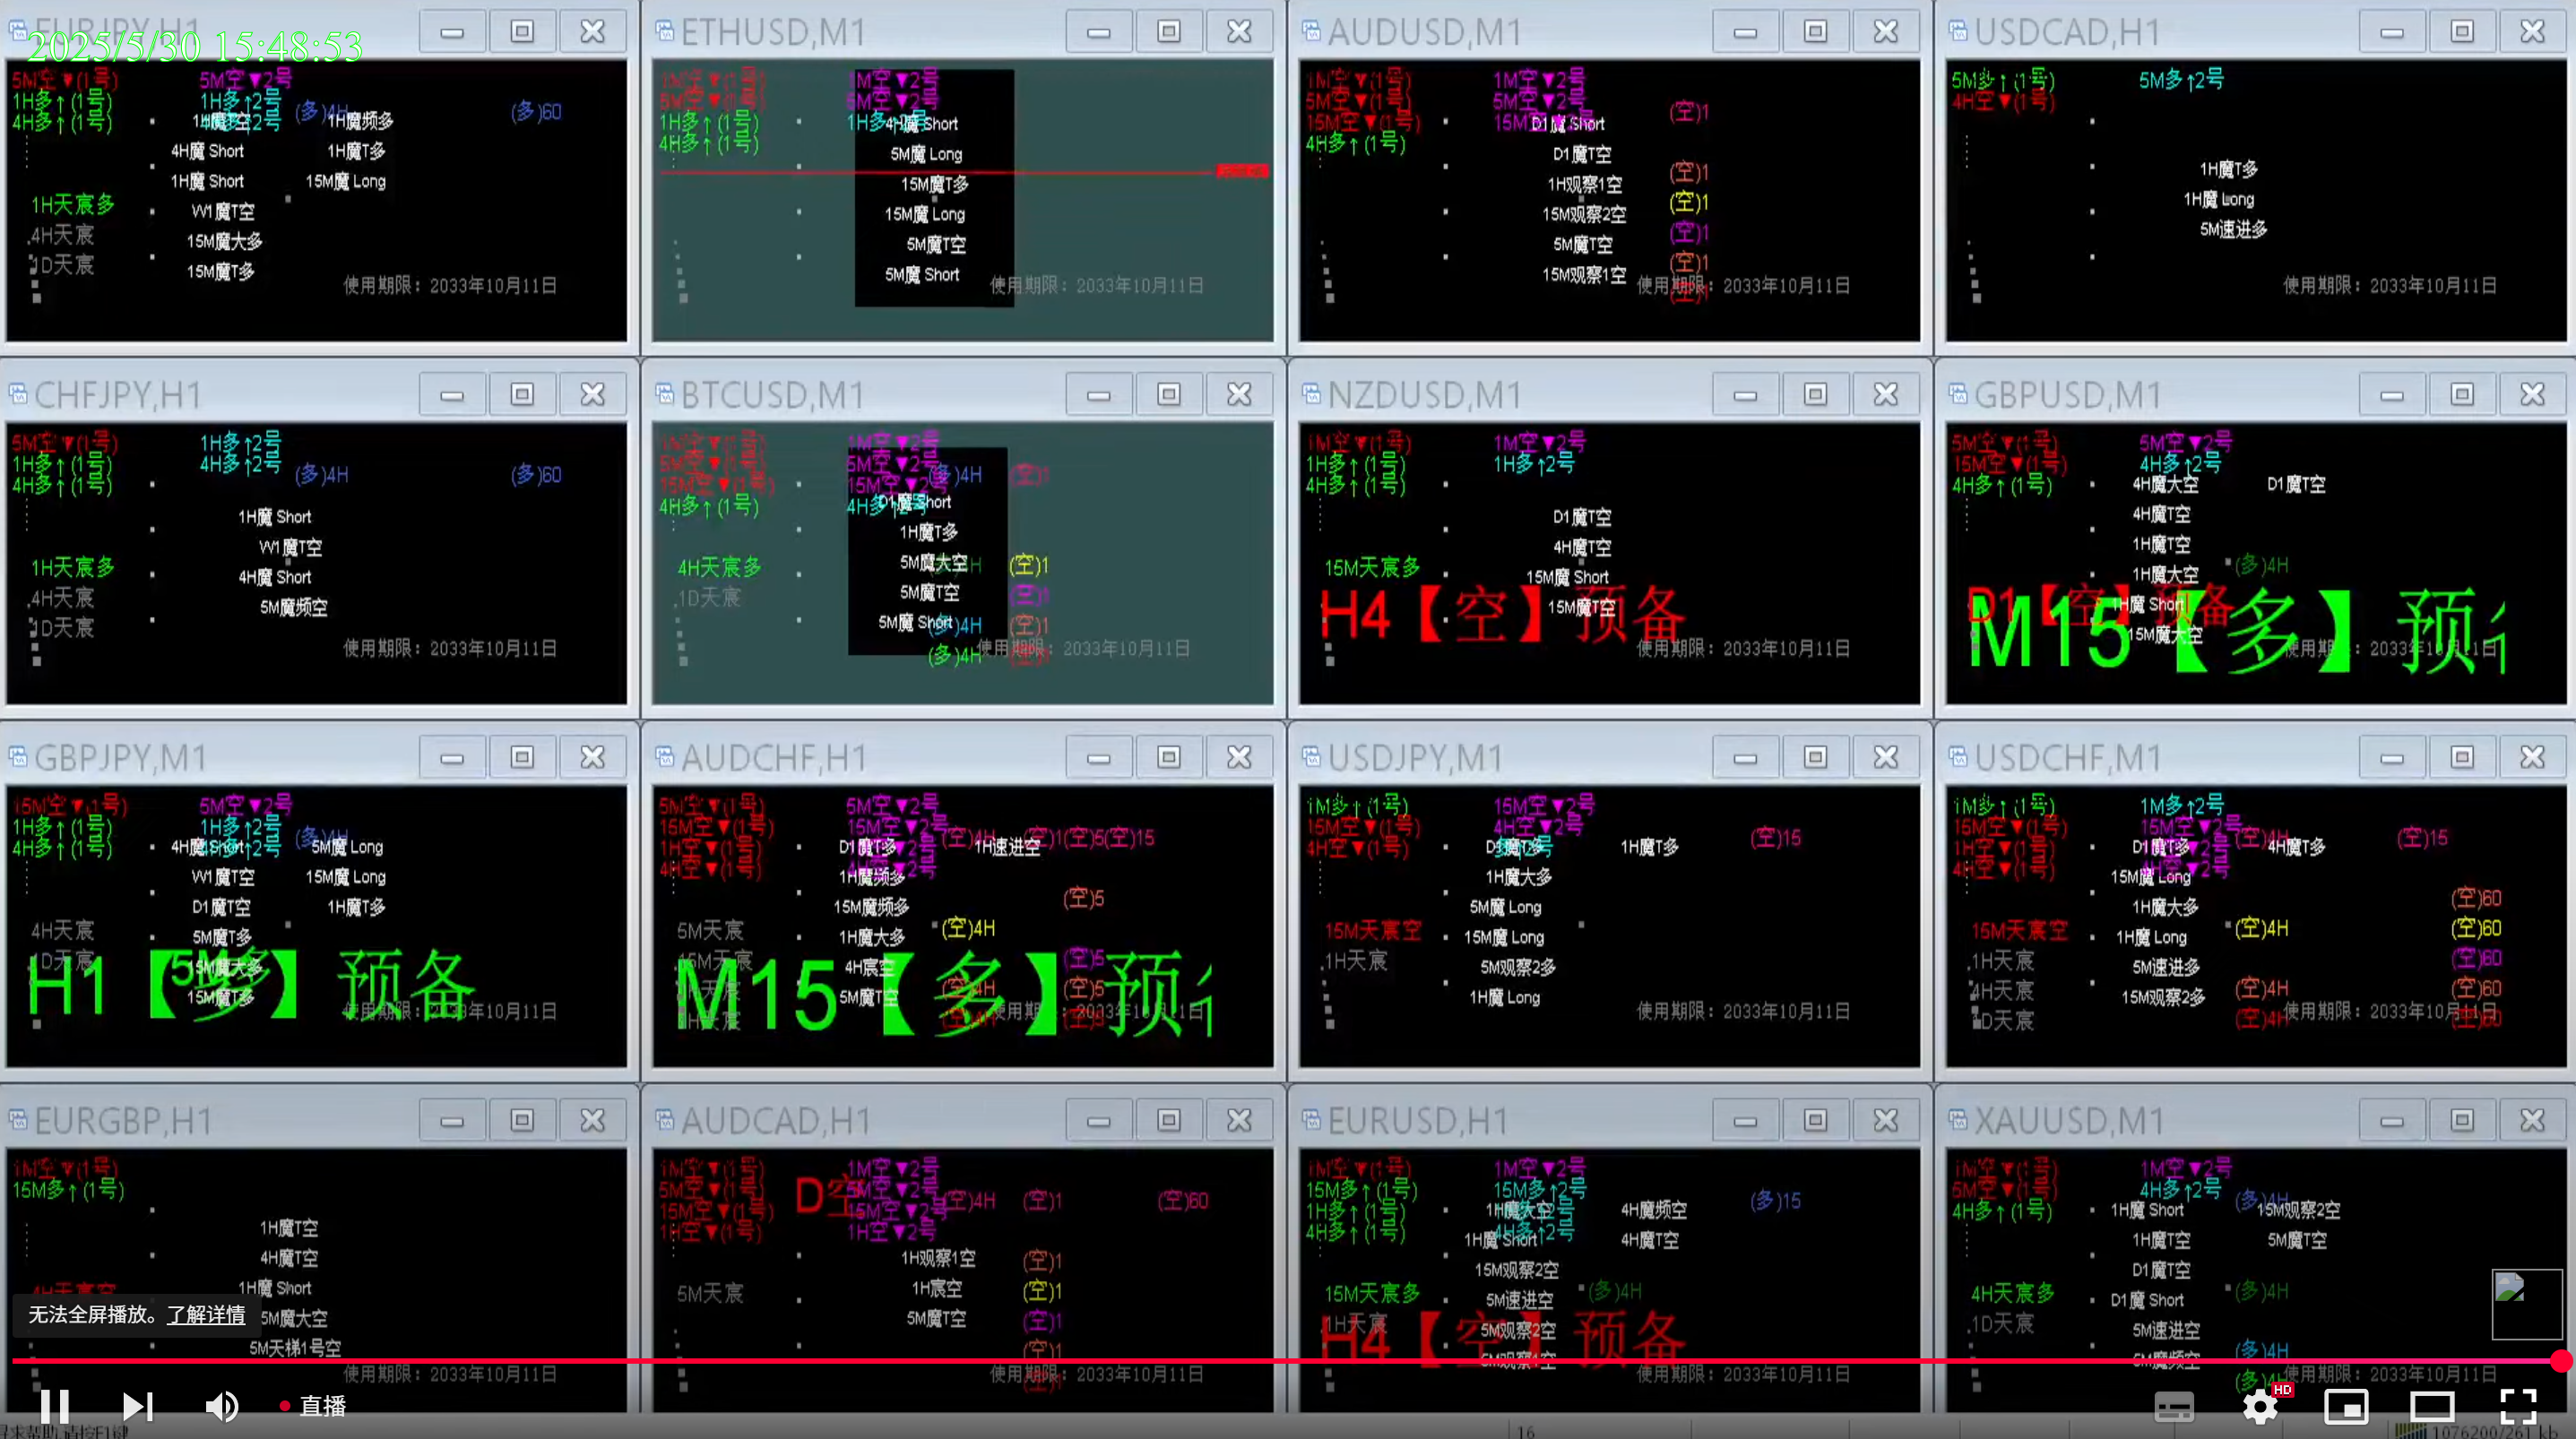 EURJPY,H1
2025/5/30 15:48:53
5M空▼(1号)
5M空▼2号
1H多↑(1号)
1H多↑2号
(多)4H
(多)60
4H多↑(1号)
1H魔频多
4H魔 Short
1H魔T多
1H魔 Short
15M魔 Long
1H天宸多
W1魔T空
4H天宸
15M魔大多
1D天宸
15M魔T多
使用期限：2033年10月11日
ETHUSD,M1
1M空▼(1号)
1M空▼2号
5M空▼(1号)
5M空▼2号
1H多↑(1号)
4H魔 Short
4H多↑(1号)
5M魔 Long
15M魔T多
15M魔 Long
5M魔T空
5M魔 Short
使用期限：2033年10月11日
AUDUSD,M1
1M空▼(1号)
1M空▼2号
5M空▼(1号)
5M空▼2号
(空)1
15M空▼(1号)
D1魔 Short
4H多↑(1号)
D1魔T空
(空)1
1H观察1空
(空)1
15M观察2空
(空)1
5M魔T空
(空)1
15M观察1空
使用期限：2033年10月11日
USDCAD,H1
5M多↑(1号)
5M多↑2号
4H空▼(1号)
1H魔T多
1H魔 Long
5M速进多
使用期限：2033年10月11日
CHFJPY,H1
5M空▼(1号)
1H多↑2号
1H多↑(1号)
4H多↑2号
4H多↑(1号)
(多)4H
(多)60
1H魔 Short
W1魔T空
1H天宸多
4H魔 Short
4H天宸
5M魔频空
1D天宸
使用期限：2033年10月11日
BTCUSD,M1
1M空▼(1号)
1M空▼2号
5M空▼(1号)
5M空▼2号
(多)4H
(空)1
15M空▼(1号)
15M空▼2号
4H多↑(1号)
D1魔 Short
1H魔T多
4H天宸多
5M魔大空
(空)1
1D天宸
5M魔T空
(空)1
5M魔 Short
(多)4H
(空)1
(多)4H
使用期限：2033年10月11日
NZDUSD,M1
1M空▼(1号)
1M空▼2号
1H多↑(1号)
1H多↑2号
4H多↑(1号)
D1魔T空
4H魔T空
15M天宸多
15M魔 Short
H4【空】预备
15M魔T空
使用期限：2033年10月11日
GBPUSD,M1
5M空▼(1号)
5M空▼2号
15M空▼(1号)
4H多↑2号
4H多↑(1号)
4H魔大空
D1魔T空
4H魔T空
1H魔T空
(多)4H
1H魔大空
D1【空】预备
1H魔 Short
M15【多】
15M魔大空
GBPJPY,M1
15M空▼(1号)
5M空▼2号
1H多↑(1号)
1H多↑2号
4H多↑(1号)
4H魔 Short
5M魔 Long
W1魔T空
15M魔 Long
D1魔T空
1H魔T多
4H天宸
5M魔T多
1D天宸
H1【多】预备
15M魔大多
15M魔T多
AUDCHF,H1
5M空▼(1号)
5M空▼2号
15M空▼(1号)
15M空▼2号
(空)4H
(空)1(空)5(空)15
1H空▼(1号)
D1魔T多
1H速进空
4H空▼(1号)
1H魔频多
15M魔频多
(空)5
5M天宸
1H魔大多
(空)4H
15M天宸
4H宸空
(空)5
M15【多】
5M魔T空
(空)4H
(空)5
USDJPY,M1
1M多↑(1号)
15M空▼2号
15M空▼(1号)
4H空▼2号
(空)15
4H空▼(1号)
D1魔T多
1H魔T多
1H魔大多
5M魔 Long
15M天宸空
15M魔 Long
1H天宸
5M观察2多
1H魔 Long
使用期限：2033年10月11日
USDCHF,M1
1M多↑(1号)
1M多↑2号
15M空▼(1号)
15M空▼2号
(空)4H
(空)15
1H空▼(1号)
D1魔T多
4H魔T多
4H空▼(1号)
15M魔 Long
1H魔大多
(空)60
15M天宸空
1H魔 Long
(空)4H
(空)60
1H天宸
5M速进多
(空)60
4H天宸
15M观察2多
(空)4H
(空)60
1D天宸
(空)4H
使用期限：2033年10月11日
EURGBP,H1
1M空▼(1号)
15M多↑(1号)
1H魔T空
4H魔T空
1H魔 Short
4H天宸空
5M魔大空
5M天梯1号空
使用期限：2033年10月11日
AUDCAD,H1
1M空▼(1号)
1M空▼2号
5M空▼(1号)
D空
5M空▼2号
(空)4H
(空)1
(空)60
15M空▼(1号)
15M空▼2号
1H空▼(1号)
1H空▼2号
1H观察1空
(空)1
5M天宸
1H宸空
(空)1
5M魔T空
(空)1
(空)1
使用期限：2033年10月11日
EURUSD,H1
1M空▼(1号)
1M空▼2号
15M多↑(1号)
15M多↑2号
(多)15
1H多↑(1号)
1H魔大空
4H魔频空
4H多↑(1号)
4H多↑2号
1H魔 Short
4H魔T空
15M观察2空
15M天宸多
5M速进空
(多)4H
1H天宸
H4【空】预备
5M观察2空
5M观察1空
使用期限：2033年10月11日
XAUUSD,M1
1M空▼(1号)
1M空▼2号
5M空▼(1号)
4H多↑2号
(多)4H
4H多↑(1号)
1H魔 Short
15M观察2空
1H魔T空
5M魔T空
D1魔T空
4H天宸多
D1魔 Short
(多)4H
1D天宸
5M速进空
(多)4H
5M魔频空
(多)4H
使用期限：2033年10月11日
无法全屏播放。了解详情
直播
HD
16
1076200/261 kb